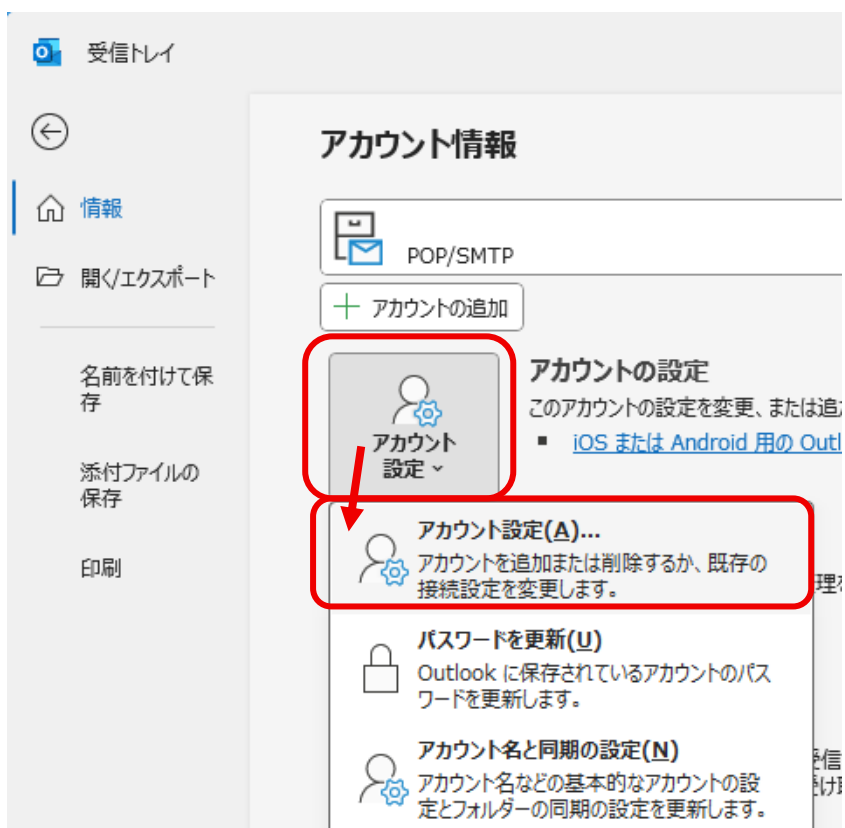 受信トレイ
アカウント情報
情報
POP/SMTP
開く/エクスポート
アカウントの追加
名前を付けて保
存
添付ファイルの
保存
印刷
アカウント
設定
アカウントの設定
このアカウントの設定を変更、または追
iOS または Android 用の Outl
アカウント設定(A)...
アカウントを追加または削除するか、既存の
接続設定を変更します。
理
パスワードを更新(U)
Outlook に保存されているアカウントのパス
ワードを更新します。
アカウント名と同期の設定(N)
アカウント名などの基本的なアカウントの設
定とフォルダーの同期の設定を更新します。